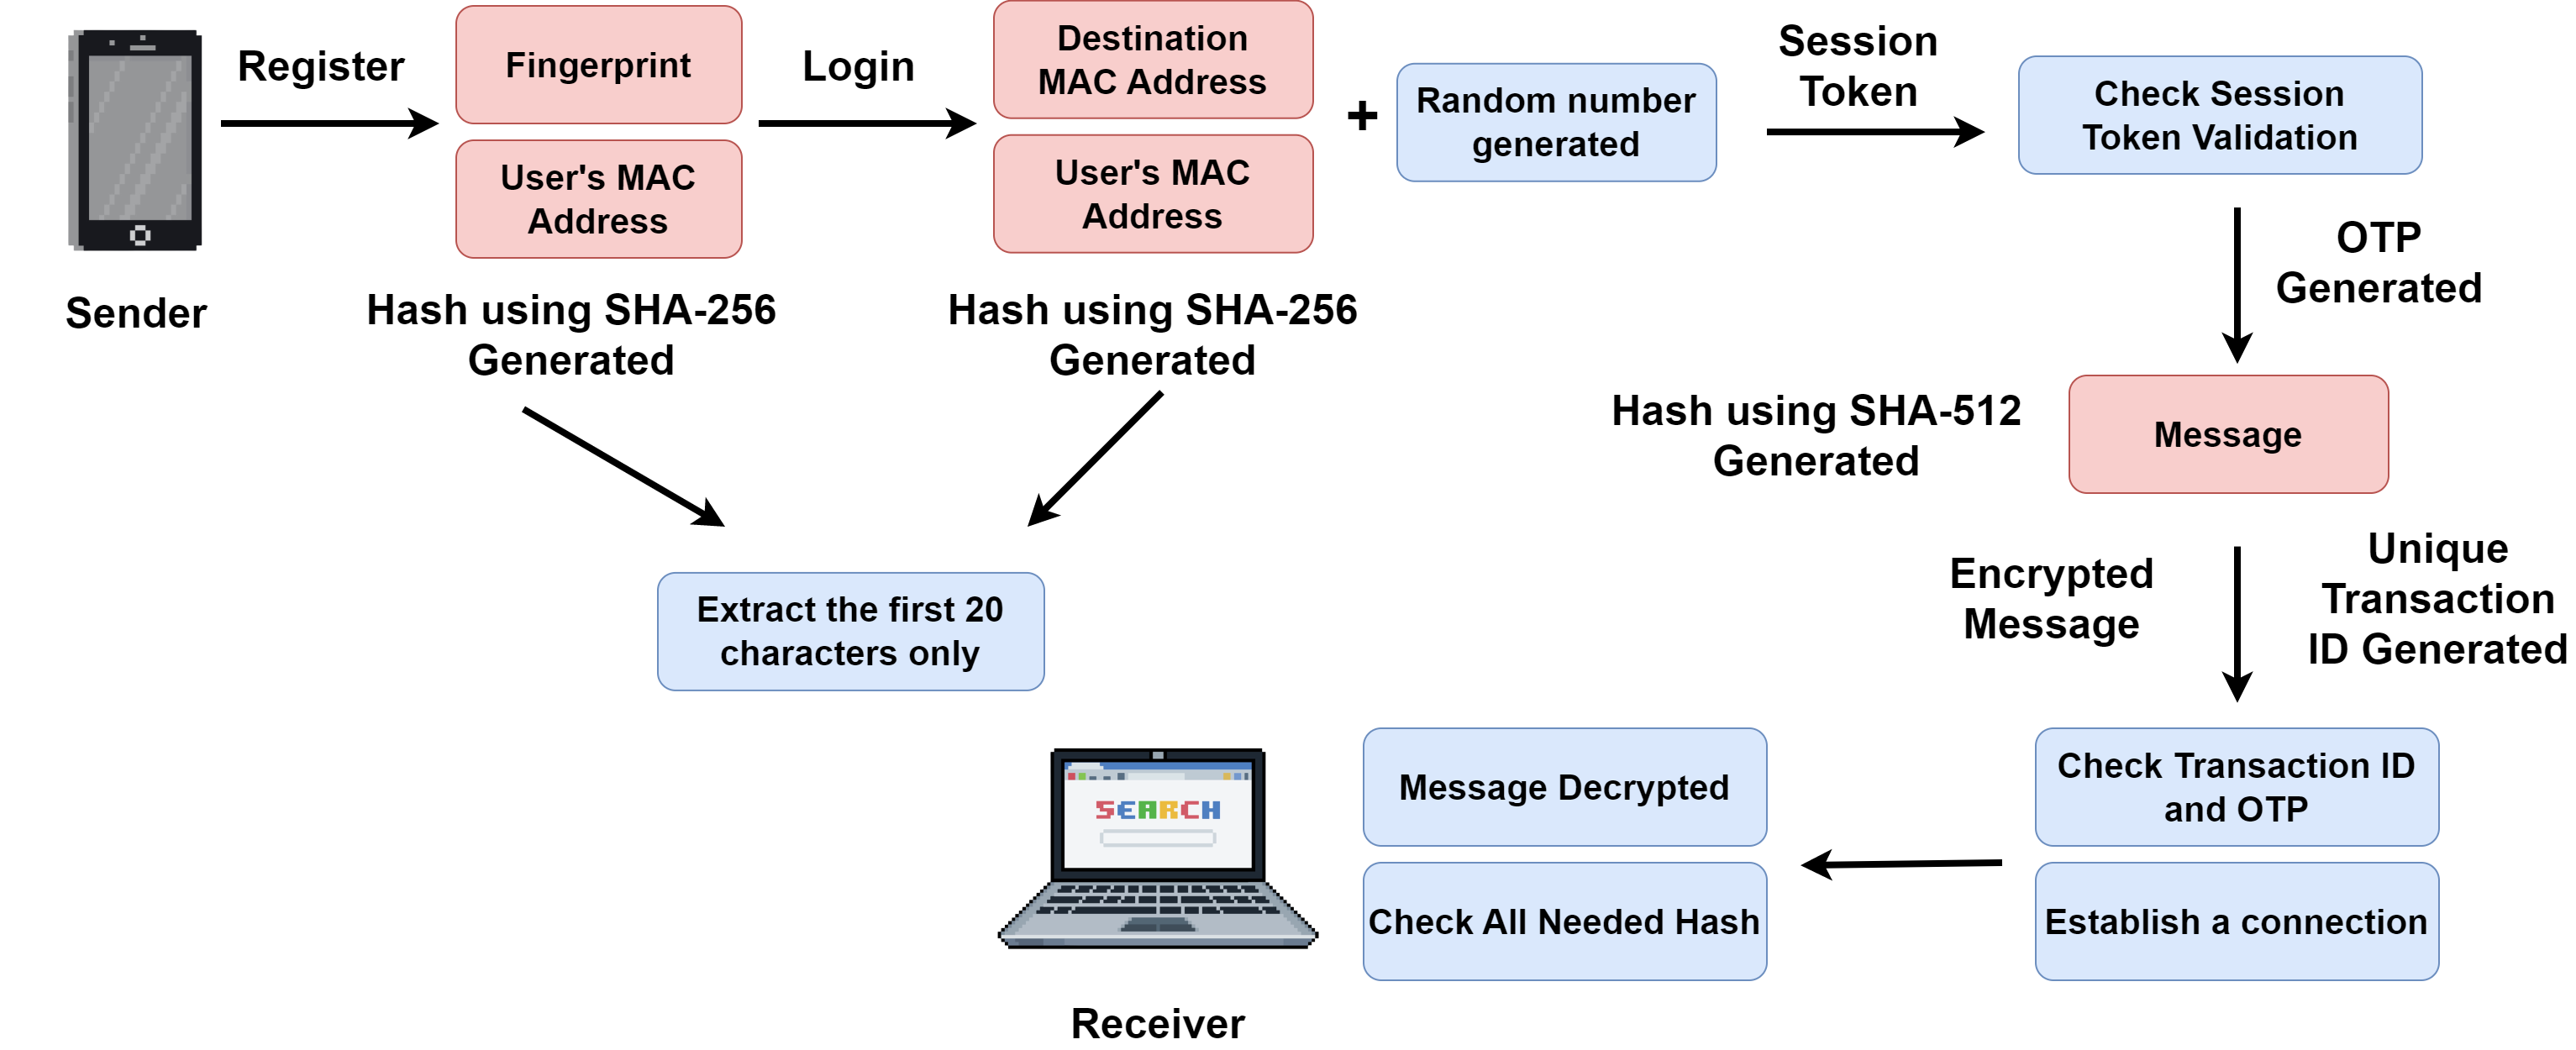 Register
Fingerprint
User's MAC
Address
Login
Destination
MAC Address
User's MAC
Address
+
Random number
generated
Session
Token
Check Session
Token Validation
Sender
Hash using SHA-256
Generated
Hash using SHA-256
Generated
OTP
Generated
Hash using SHA-512
Generated
Message
Extract the first 20
characters only
Encrypted
Message
Unique
Transaction
ID Generated
SEARCH
Message Decrypted
Check All Needed Hash
Check Transaction ID
and OTP
Establish a connection
Receiver